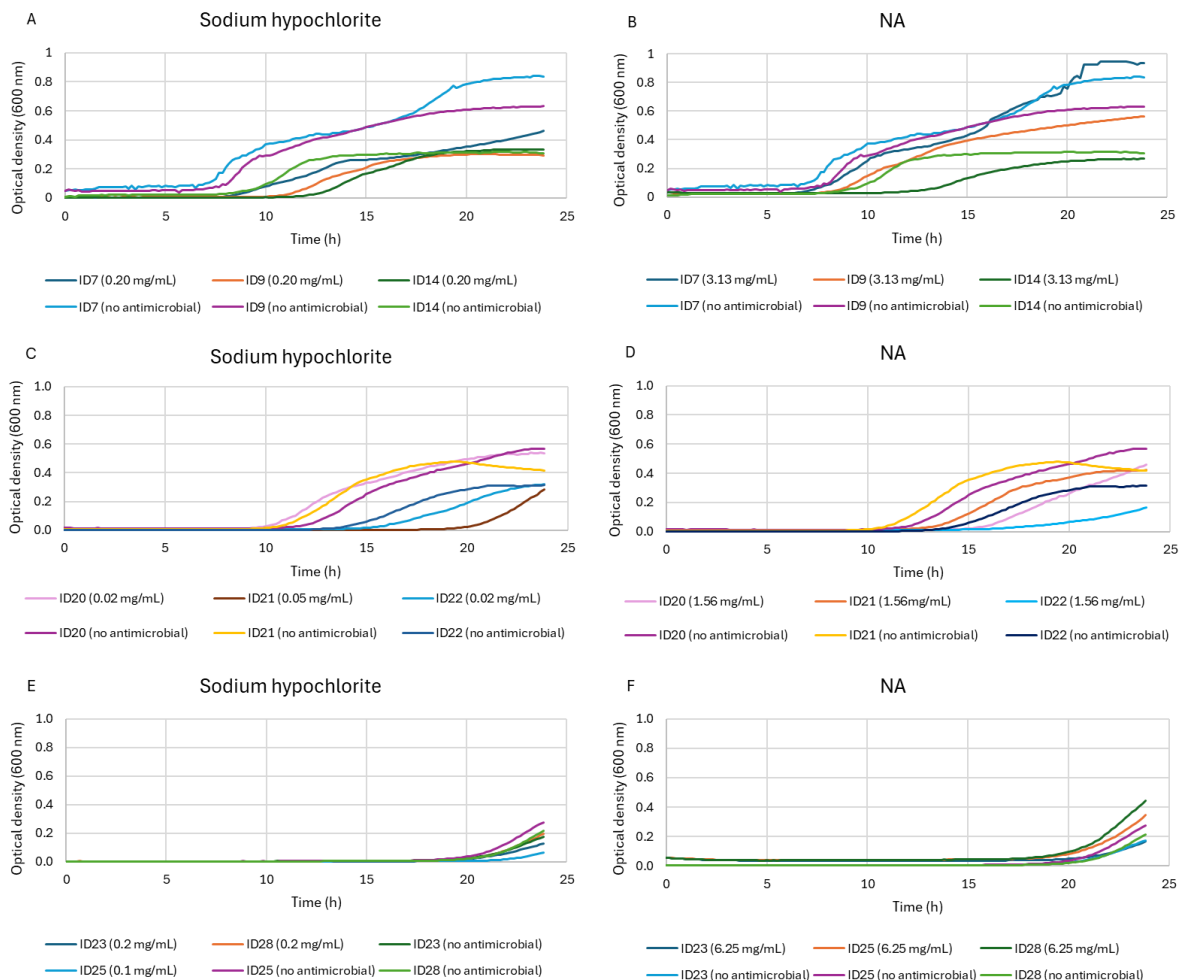 A
Sodium hypochlorite
Optical density (600 nm)
1
0.8
0.6
0.4
0.2
0
0 5 10 15 20 25
Time (h)
ID7 (0.20 mg/mL) ID9 (0.20 mg/mL) ID14 (0.20 mg/mL)
ID7 (no antimicrobial) ID9 (no antimicrobial) ID14 (no antimicrobial)
B
NA
Optical density (600 nm)
1
0.8
0.6
0.4
0.2
0
0 5 10 15 20 25
Time (h)
ID7 (3.13 mg/mL) ID9 (3.13 mg/mL) ID14 (3.13 mg/mL)
ID7 (no antimicrobial) ID9 (no antimicrobial) ID14 (no antimicrobial)
C
Sodium hypochlorite
Optical density (600 nm)
1.0
0.8
0.6
0.4
0.2
0.0
0 5 10 15 20 25
Time (h)
ID20 (0.02 mg/mL) ID21 (0.05 mg/mL) ID22 (0.02 mg/mL)
ID20 (no antimicrobial) ID21 (no antimicrobial) ID22 (no antimicrobial)
D
NA
Optical density (600 nm)
1.0
0.8
0.6
0.4
0.2
0.0
0 5 10 15 20 25
Time (h)
ID20 (1.56 mg/mL) ID21 (1.56mg/mL) ID22 (1.56 mg/mL)
ID20 (no antimicrobial) ID21 (no antimicrobial) ID22 (no antimicrobial)
E
Sodium hypochlorite
Optical density (600 nm)
1.0
0.8
0.6
0.4
0.2
0.0
0 5 10 15 20 25
Time (h)
ID23 (0.2 mg/mL) ID28 (0.2 mg/mL) ID23 (no antimicrobial)
ID25 (0.1 mg/mL) ID25 (no antimicrobial) ID28 (no antimicrobial)
F
NA
Optical density (600 nm)
1.0
0.8
0.6
0.4
0.2
0.0
0 5 10 15 20 25
Time (h)
ID23 (6.25 mg/mL) ID25 (6.25 mg/mL) ID28 (6.25 mg/mL)
ID23 (no antimicrobial) ID25 (no antimicrobial) ID28 (no antimicrobial)